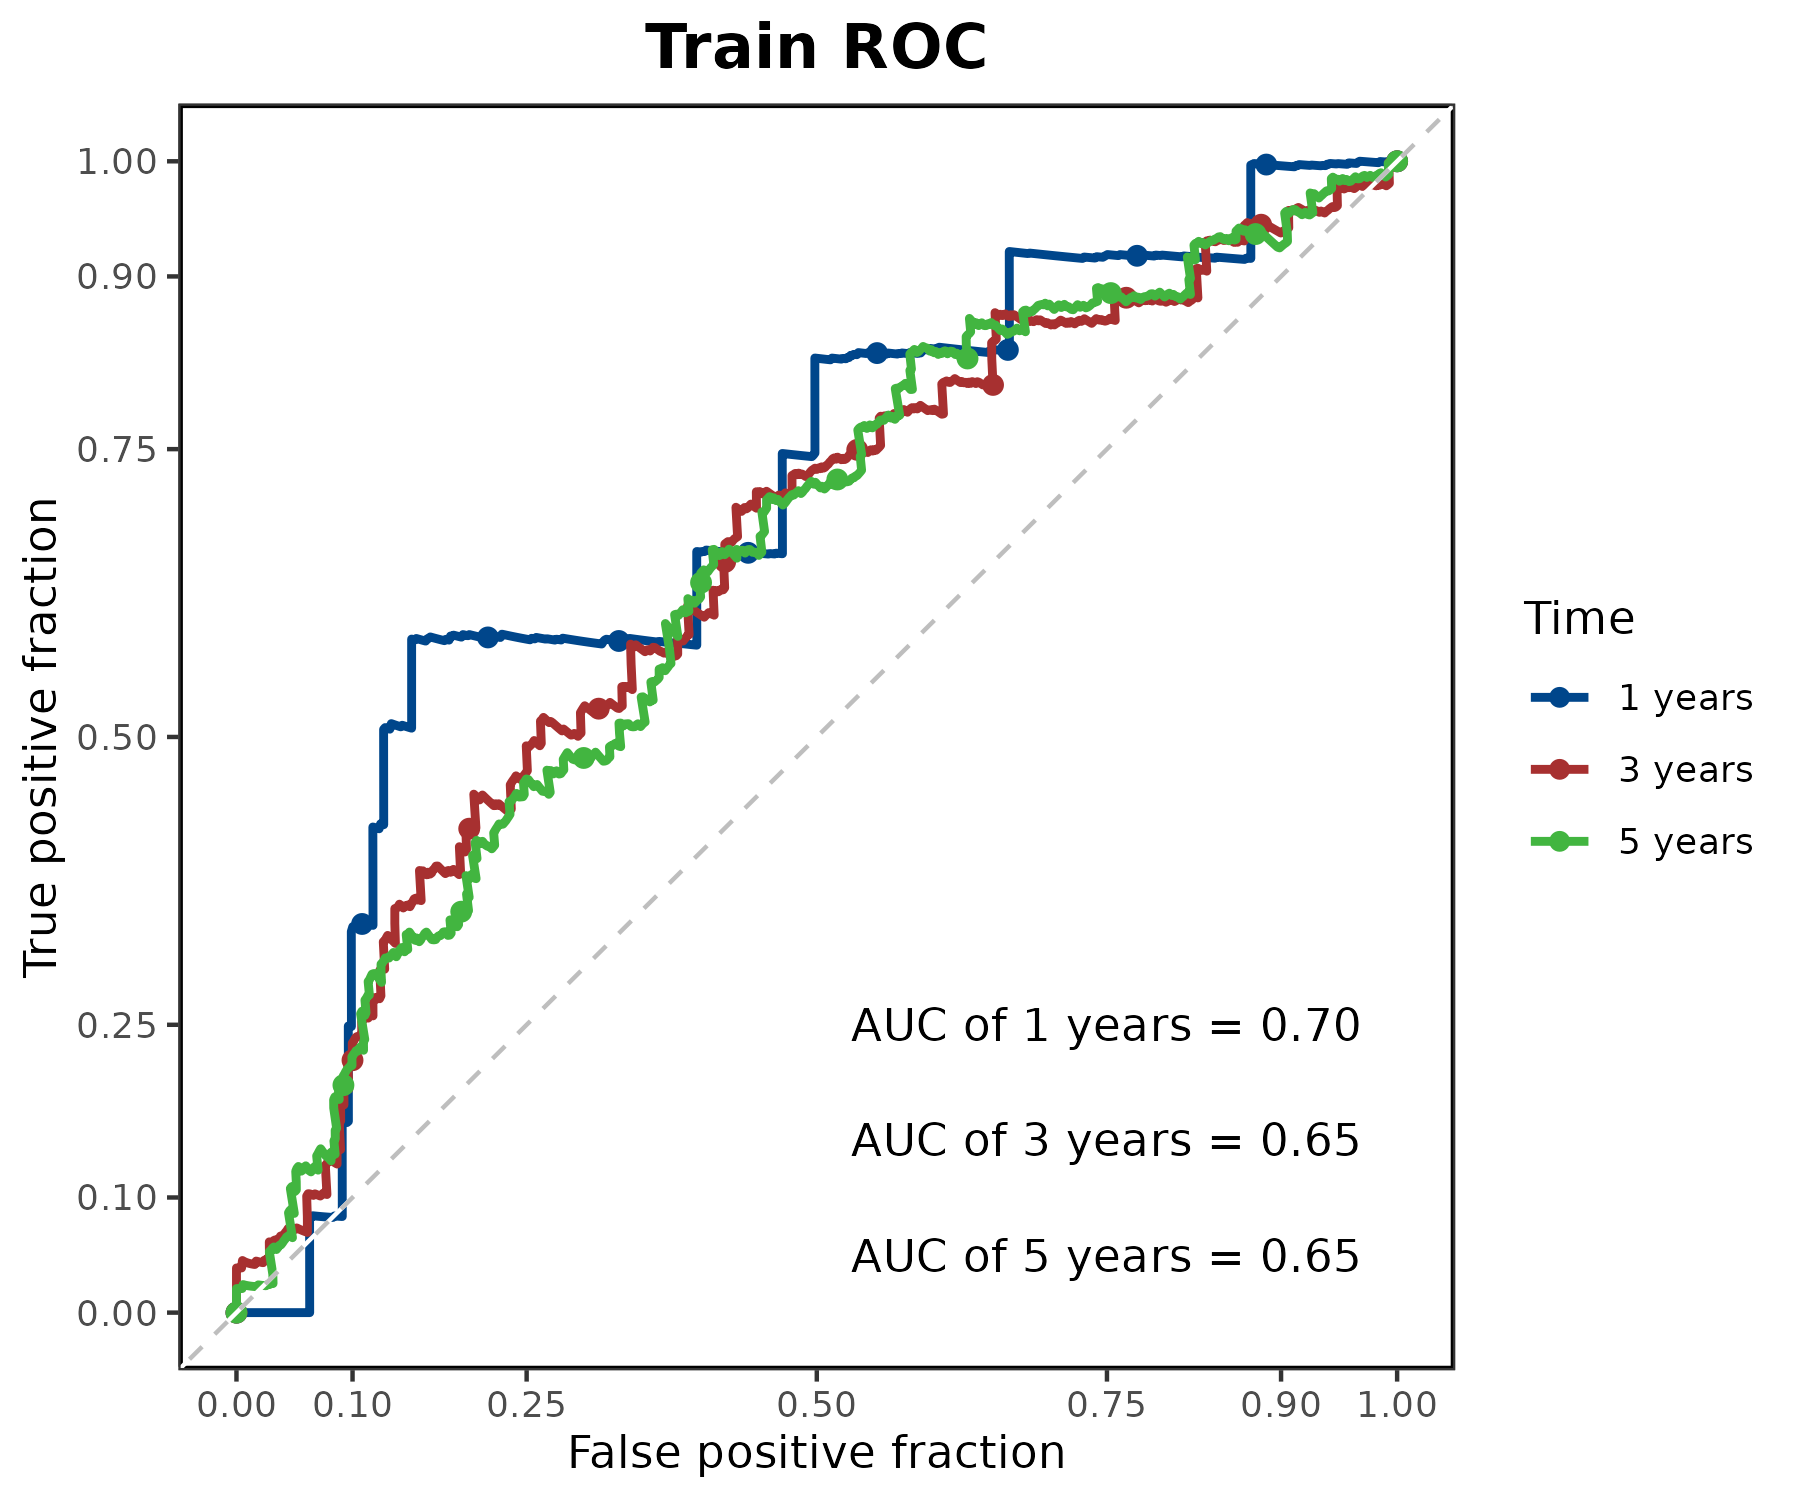 Train ROC
True positive fraction
1.00
0.90
0.75
0.50
0.25
0.10
0.00
AUC of 1 years = 0.70
AUC of 3 years = 0.65
AUC of 5 years = 0.65
0.00 0.10 0.25 0.50 0.75 0.90 1.00
False positive fraction
Time
1 years
3 years
5 years